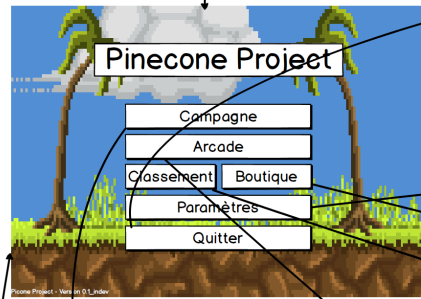 Pinecone Project
Campagne
Arcade
Classement
Boutique
Paramètres
Quitter
Picone Project - Version 0.1_indev